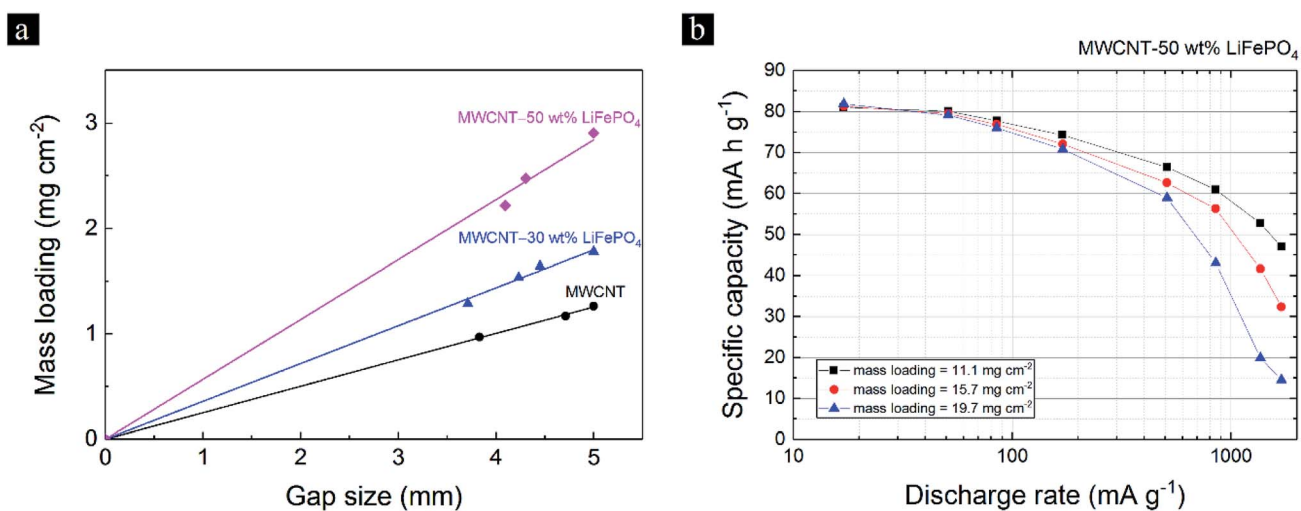 a
Mass loading (mg cm⁻²)
3
2
1
0
MWCNT–50 wt% LiFePO₄
MWCNT–30 wt% LiFePO₄
MWCNT
0 1 2 3 4 5
Gap size (mm)
b
MWCNT-50 wt% LiFePO₄
Specific capacity (mA h g⁻¹)
90
80
70
60
50
40
30
20
10
0
mass loading = 11.1 mg cm⁻²
mass loading = 15.7 mg cm⁻²
mass loading = 19.7 mg cm⁻²
10 100 1000
Discharge rate (mA g⁻¹)